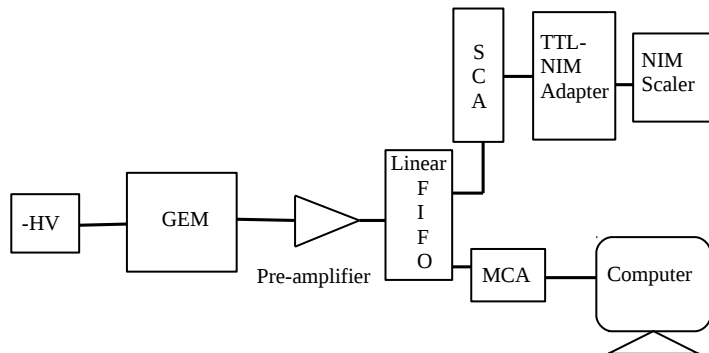 -HV
GEM
Pre-amplifier
Linear
F
I
F
O
S
C
A
TTL-
NIM
Adapter
NIM
Scaler
MCA
Computer